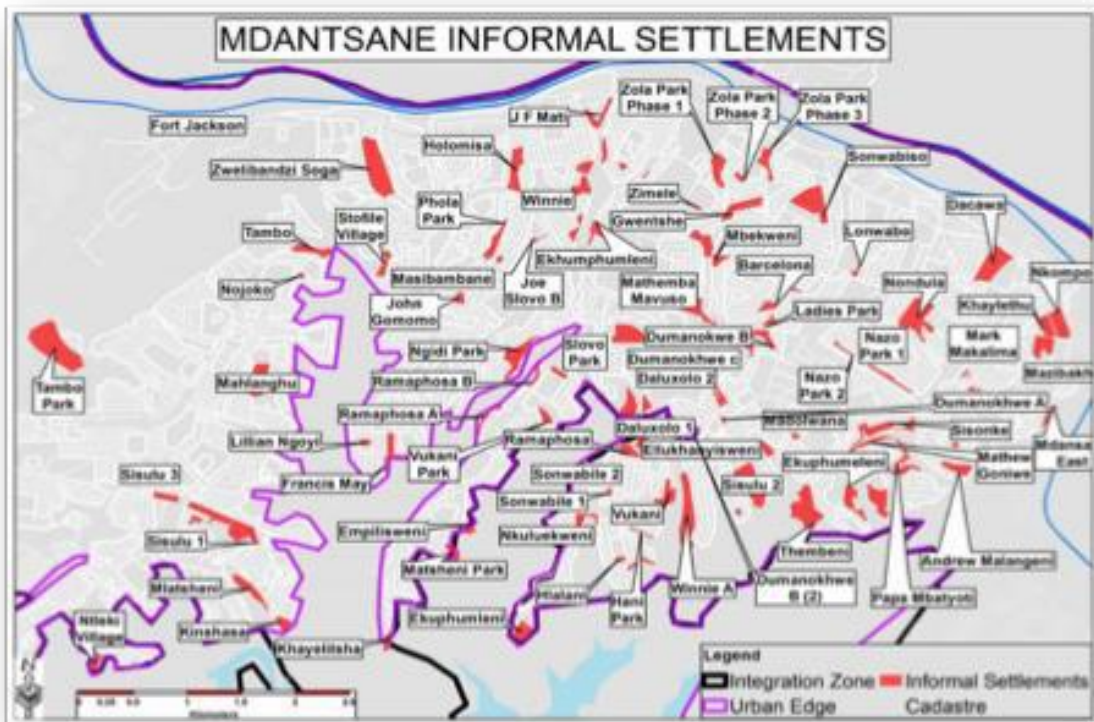 MDANTSANE INFORMAL SETTLEMENTS
Fort Jackson
J F Mati
Zola Park
Phase 1
Zola Park
Phase 2
Zola Park
Phase 3
Holomisa
Sonwabiso
Zwelibandzi Soga
Winnie
Zimele
Phola
Park
Gwentshe
Dacawa
Stofile
Village
Tambo
Mbekweni
Lonwabo
Ekhumphumleni
Masibambane
Barcelona
Nojoko
Joe
Slovo B
Mathemba
Mavuso
Nondula
Nkompo
John
Gomomo
Khayelethu
Ladies Park
Ngidi Park
Slovo
Park
Dumanokwe B
Nazo
Park 1
Mark
Makalima
Tambo
Park
Ramaphosa B
Dumanokhwe c
Mahlanghu
Daluxolo 2
Nazo
Park 2
Dumanokhwe A
Ramaphosa A
Lillian Ngoyi
Vukani
Park
Ramaphosa
Daluxolo 1
Sisonke
East
Mathew
Goniwe
Francis May
Sonwabile 2
Ekuphumeleni
Sisulu 3
Sisulu 2
Sonwabile 1
Vukani
Empilisweni
Nkuluekweni
Sisulu 1
Matsheni Park
Thembeni
Andrew Malangeni
Mlatsheni
Hlalani
Hani
Park
Winnie A
Dumanokhwe
B (2)
Papa Mbatyoti
Ekuphumleni
Kinshasa
Village
Khayelitsha
Legend
Integration Zone
Informal Settlements
Urban Edge
Cadastre
Kilometers